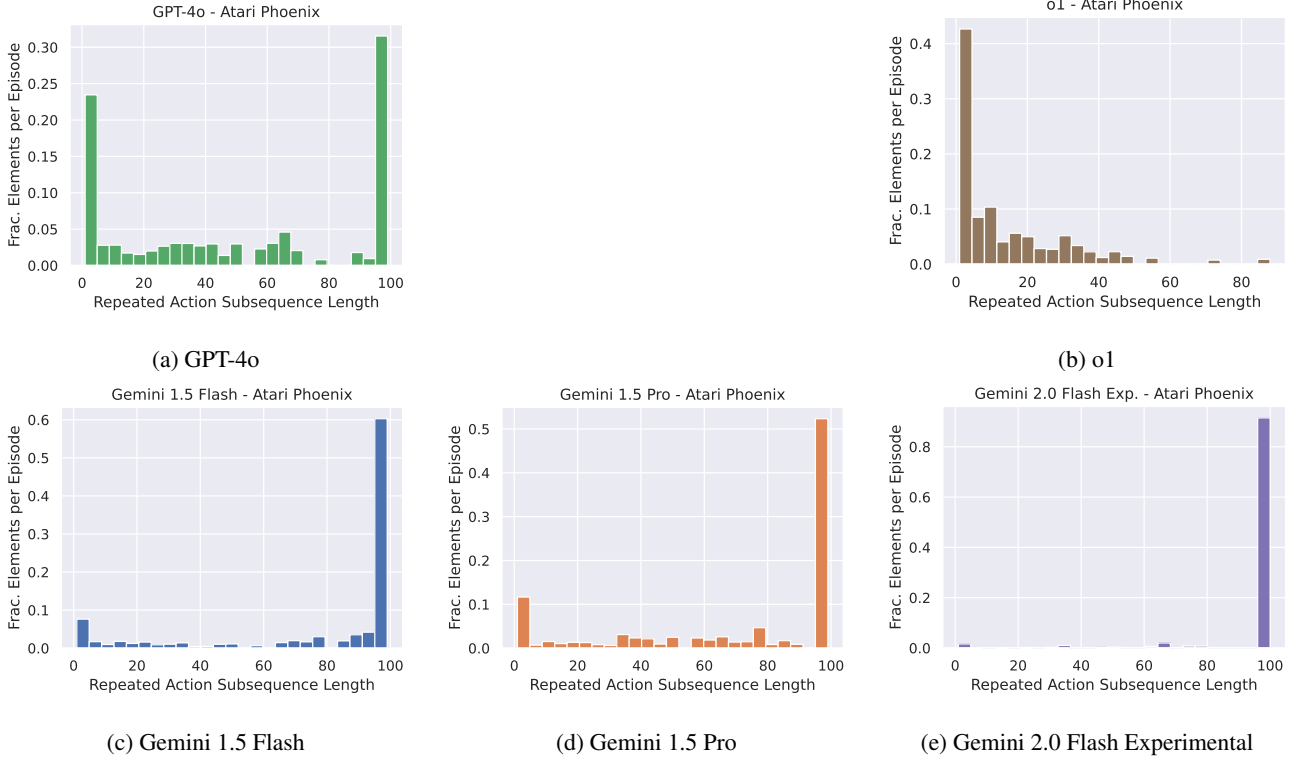 GPT-4o - Atari Phoenix
Frac. Elements per Episode
0.30
0.25
0.20
0.15
0.10
0.05
0.00
0 20 40 60 80 100
Repeated Action Subsequence Length
(a) GPT-4o
o1 - Atari Phoenix
Frac. Elements per Episode
0.4
0.3
0.2
0.1
0.0
0 20 40 60 80
Repeated Action Subsequence Length
(b) o1
Gemini 1.5 Flash - Atari Phoenix
Frac. Elements per Episode
0.6
0.5
0.4
0.3
0.2
0.1
0.0
0 20 40 60 80 100
Repeated Action Subsequence Length
(c) Gemini 1.5 Flash
Gemini 1.5 Pro - Atari Phoenix
Frac. Elements per Episode
0.5
0.4
0.3
0.2
0.1
0.0
0 20 40 60 80 100
Repeated Action Subsequence Length
(d) Gemini 1.5 Pro
Gemini 2.0 Flash Exp. - Atari Phoenix
Frac. Elements per Episode
0.8
0.6
0.4
0.2
0.0
0 20 40 60 80 100
Repeated Action Subsequence Length
(e) Gemini 2.0 Flash Experimental